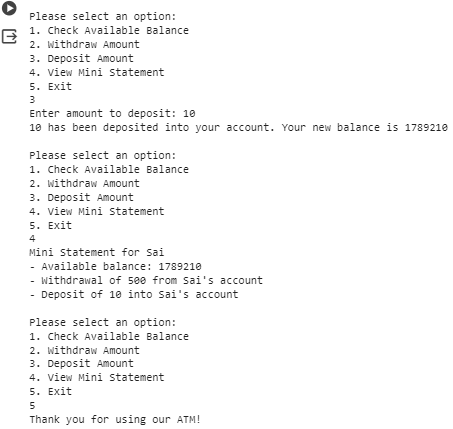 Please select an option:
1. Check Available Balance
2. Withdraw Amount
3. Deposit Amount
4. View Mini Statement
5. Exit
3
Enter amount to deposit: 10
10 has been deposited into your account. Your new balance is 1789210
Please select an option:
1. Check Available Balance
2. Withdraw Amount
3. Deposit Amount
4. View Mini Statement
5. Exit
4
Mini Statement for Sai
- Available balance: 1789210
- Withdrawal of 500 from Sai's account
- Deposit of 10 into Sai's account
Please select an option:
1. Check Available Balance
2. Withdraw Amount
3. Deposit Amount
4. View Mini Statement
5. Exit
5
Thank you for using our ATM!